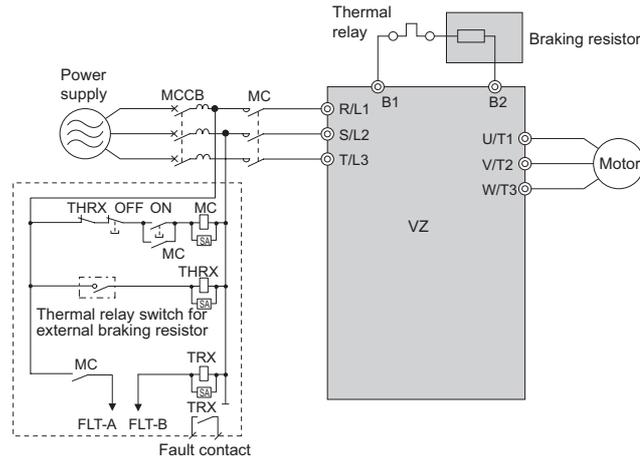 Thermal
relay
Braking resistor
Power
supply
MCCB
MC
B1
B2
R/L1
S/L2
T/L3
U/T1
V/T2
W/T3
Motor
VZ
THRX OFF ON MC
SA
MC
THRX
SA
Thermal relay switch for
external braking resistor
MC
TRX
SA
TRX
FLT-A FLT-B
Fault contact